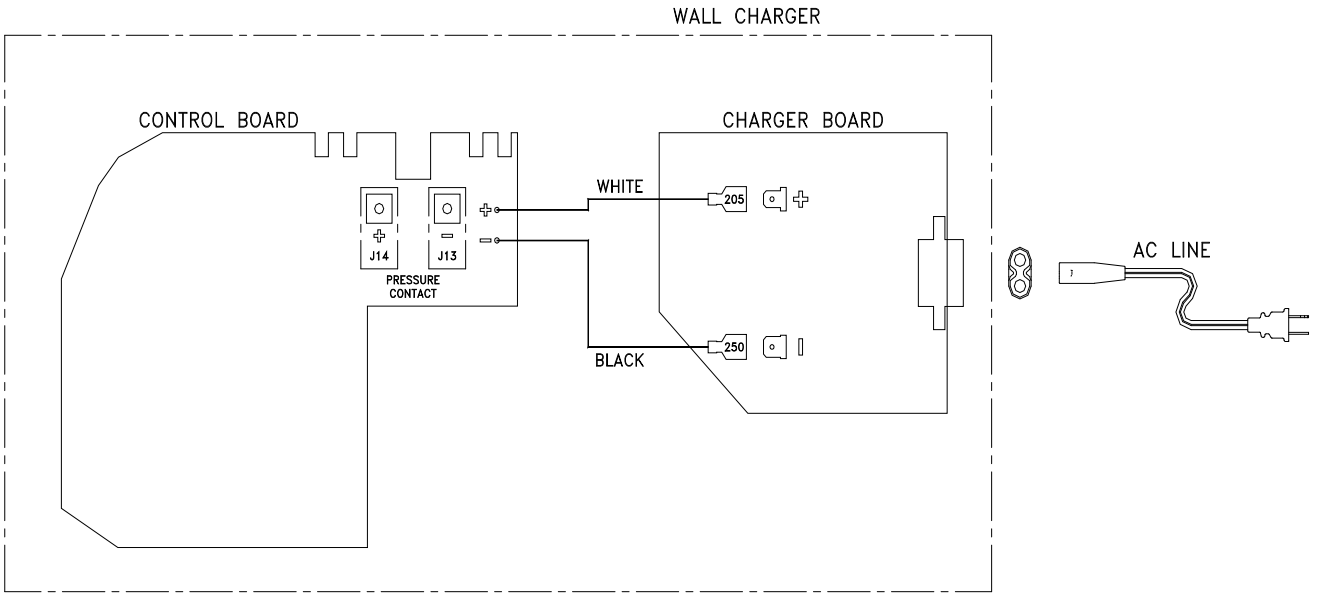 WALL CHARGER
CONTROL BOARD
CHARGER BOARD
WHITE
205
+
+
+
-
J14
J13
-
PRESSURE
CONTACT
AC LINE
250
BLACK